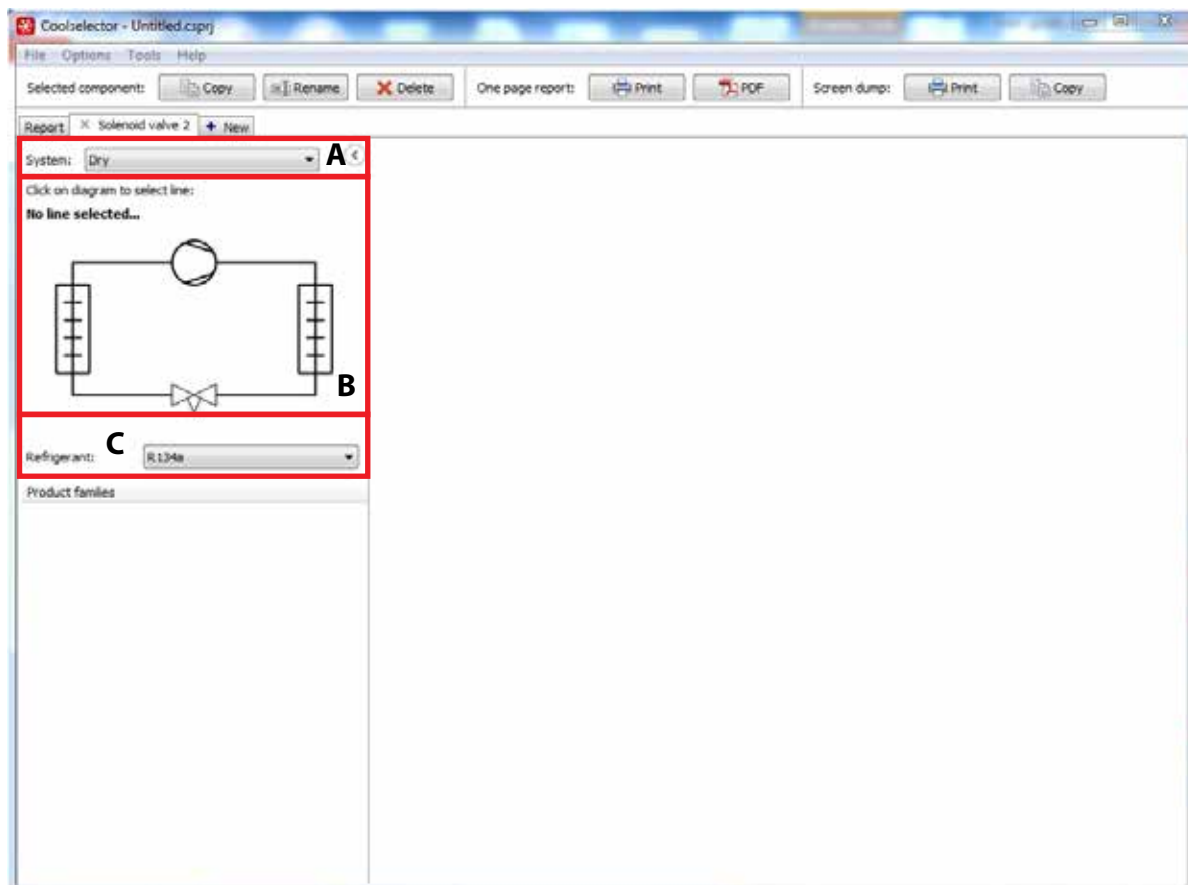 Coolselector - Untitled.csprj
File Options Tools Help
Selected component: Copy Rename Delete One page report: Print PDF Screen dump: Print Copy
Report Solenoid valve 2 New
System: Dry A
Click on diagram to select line:
No line selected...
B
C
Refrigerant: R134a
Product families